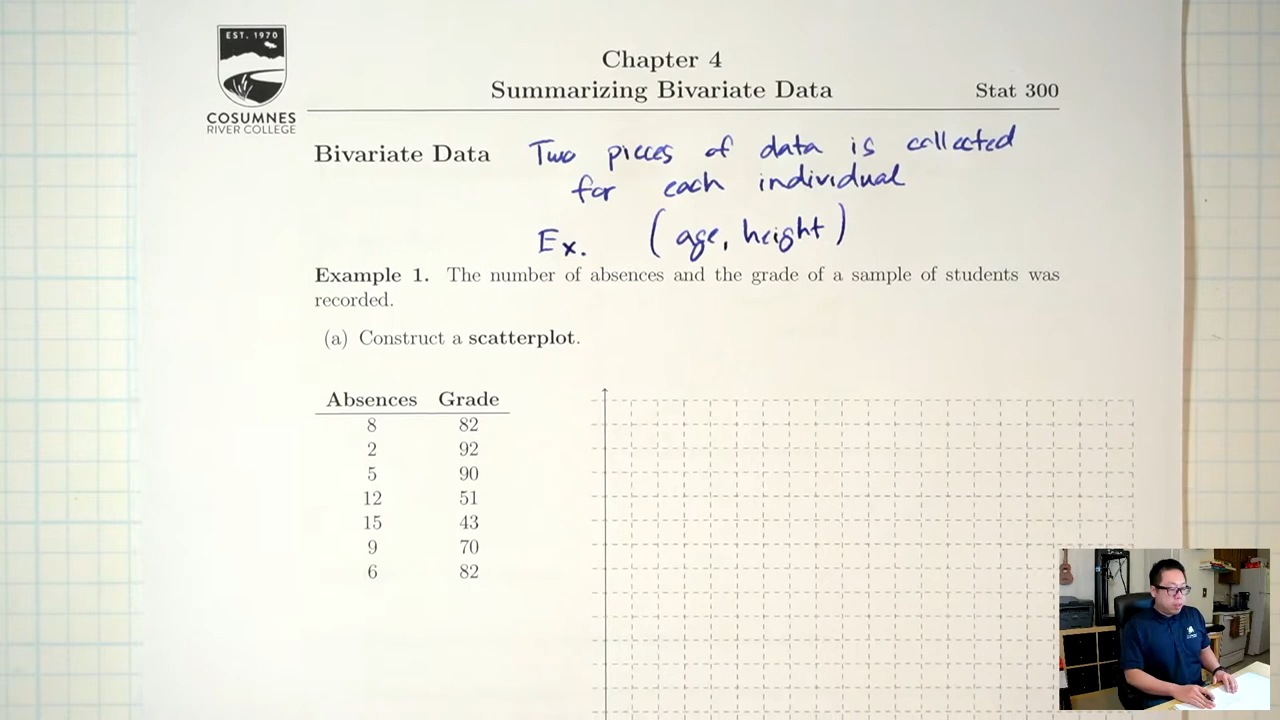 EST. 1970
COSUMNES
RIVER COLLEGE
Chapter 4
Summarizing Bivariate Data
Stat 300
Bivariate Data Two pieces of data is collected
for each individual
Ex. (age, height)
Example 1. The number of absences and the grade of a sample of students was
recorded.
(a) Construct a scatterplot.
Absences Grade
8 82
2 92
5 90
12 51
15 43
9 70
6 82